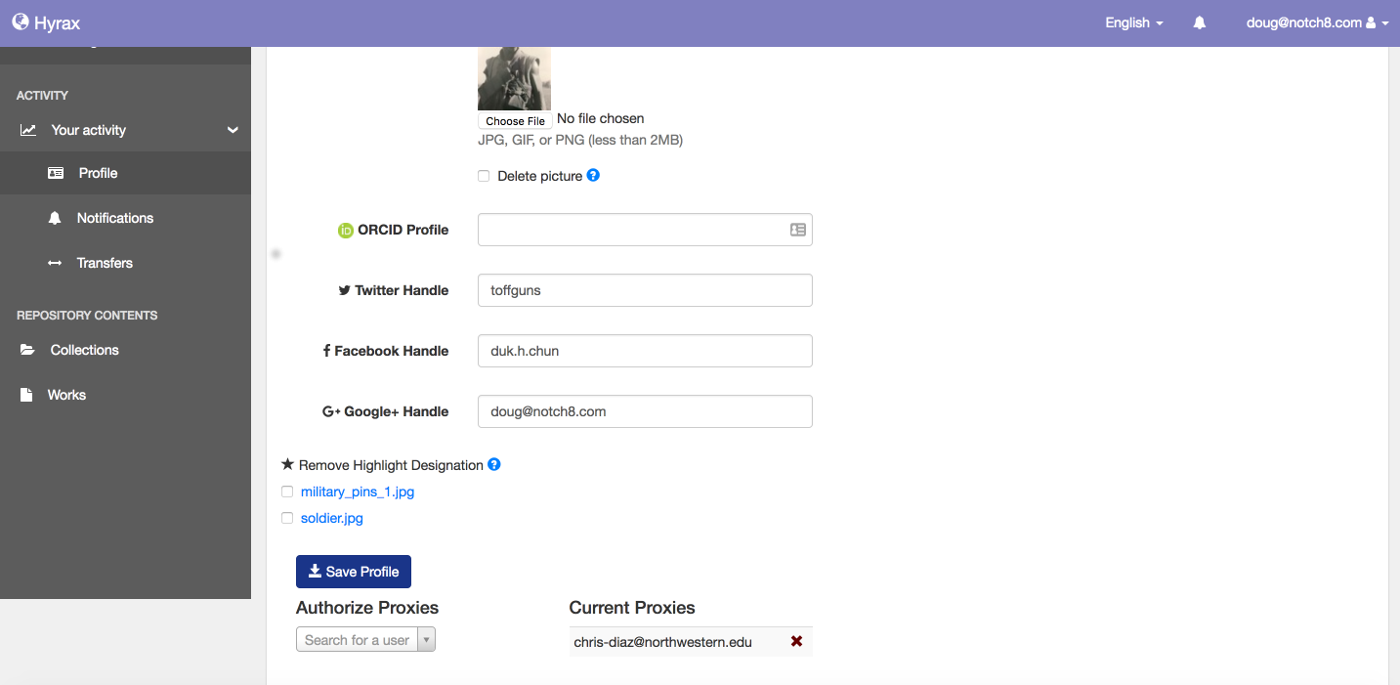 Hyrax
English
doug@notch8.com
ACTIVITY
Your activity
Profile
Notifications
Transfers
REPOSITORY CONTENTS
Collections
Works
Choose File No file chosen
JPG, GIF, or PNG (less than 2MB)
Delete picture ?
iD ORCID Profile
Twitter Handle
toffguns
f Facebook Handle
duk.h.chun
G+ Google+ Handle
doug@notch8.com
★ Remove Highlight Designation ?
military_pins_1.jpg
soldier.jpg
Save Profile
Authorize Proxies
Search for a user
Current Proxies
chris-diaz@northwestern.edu